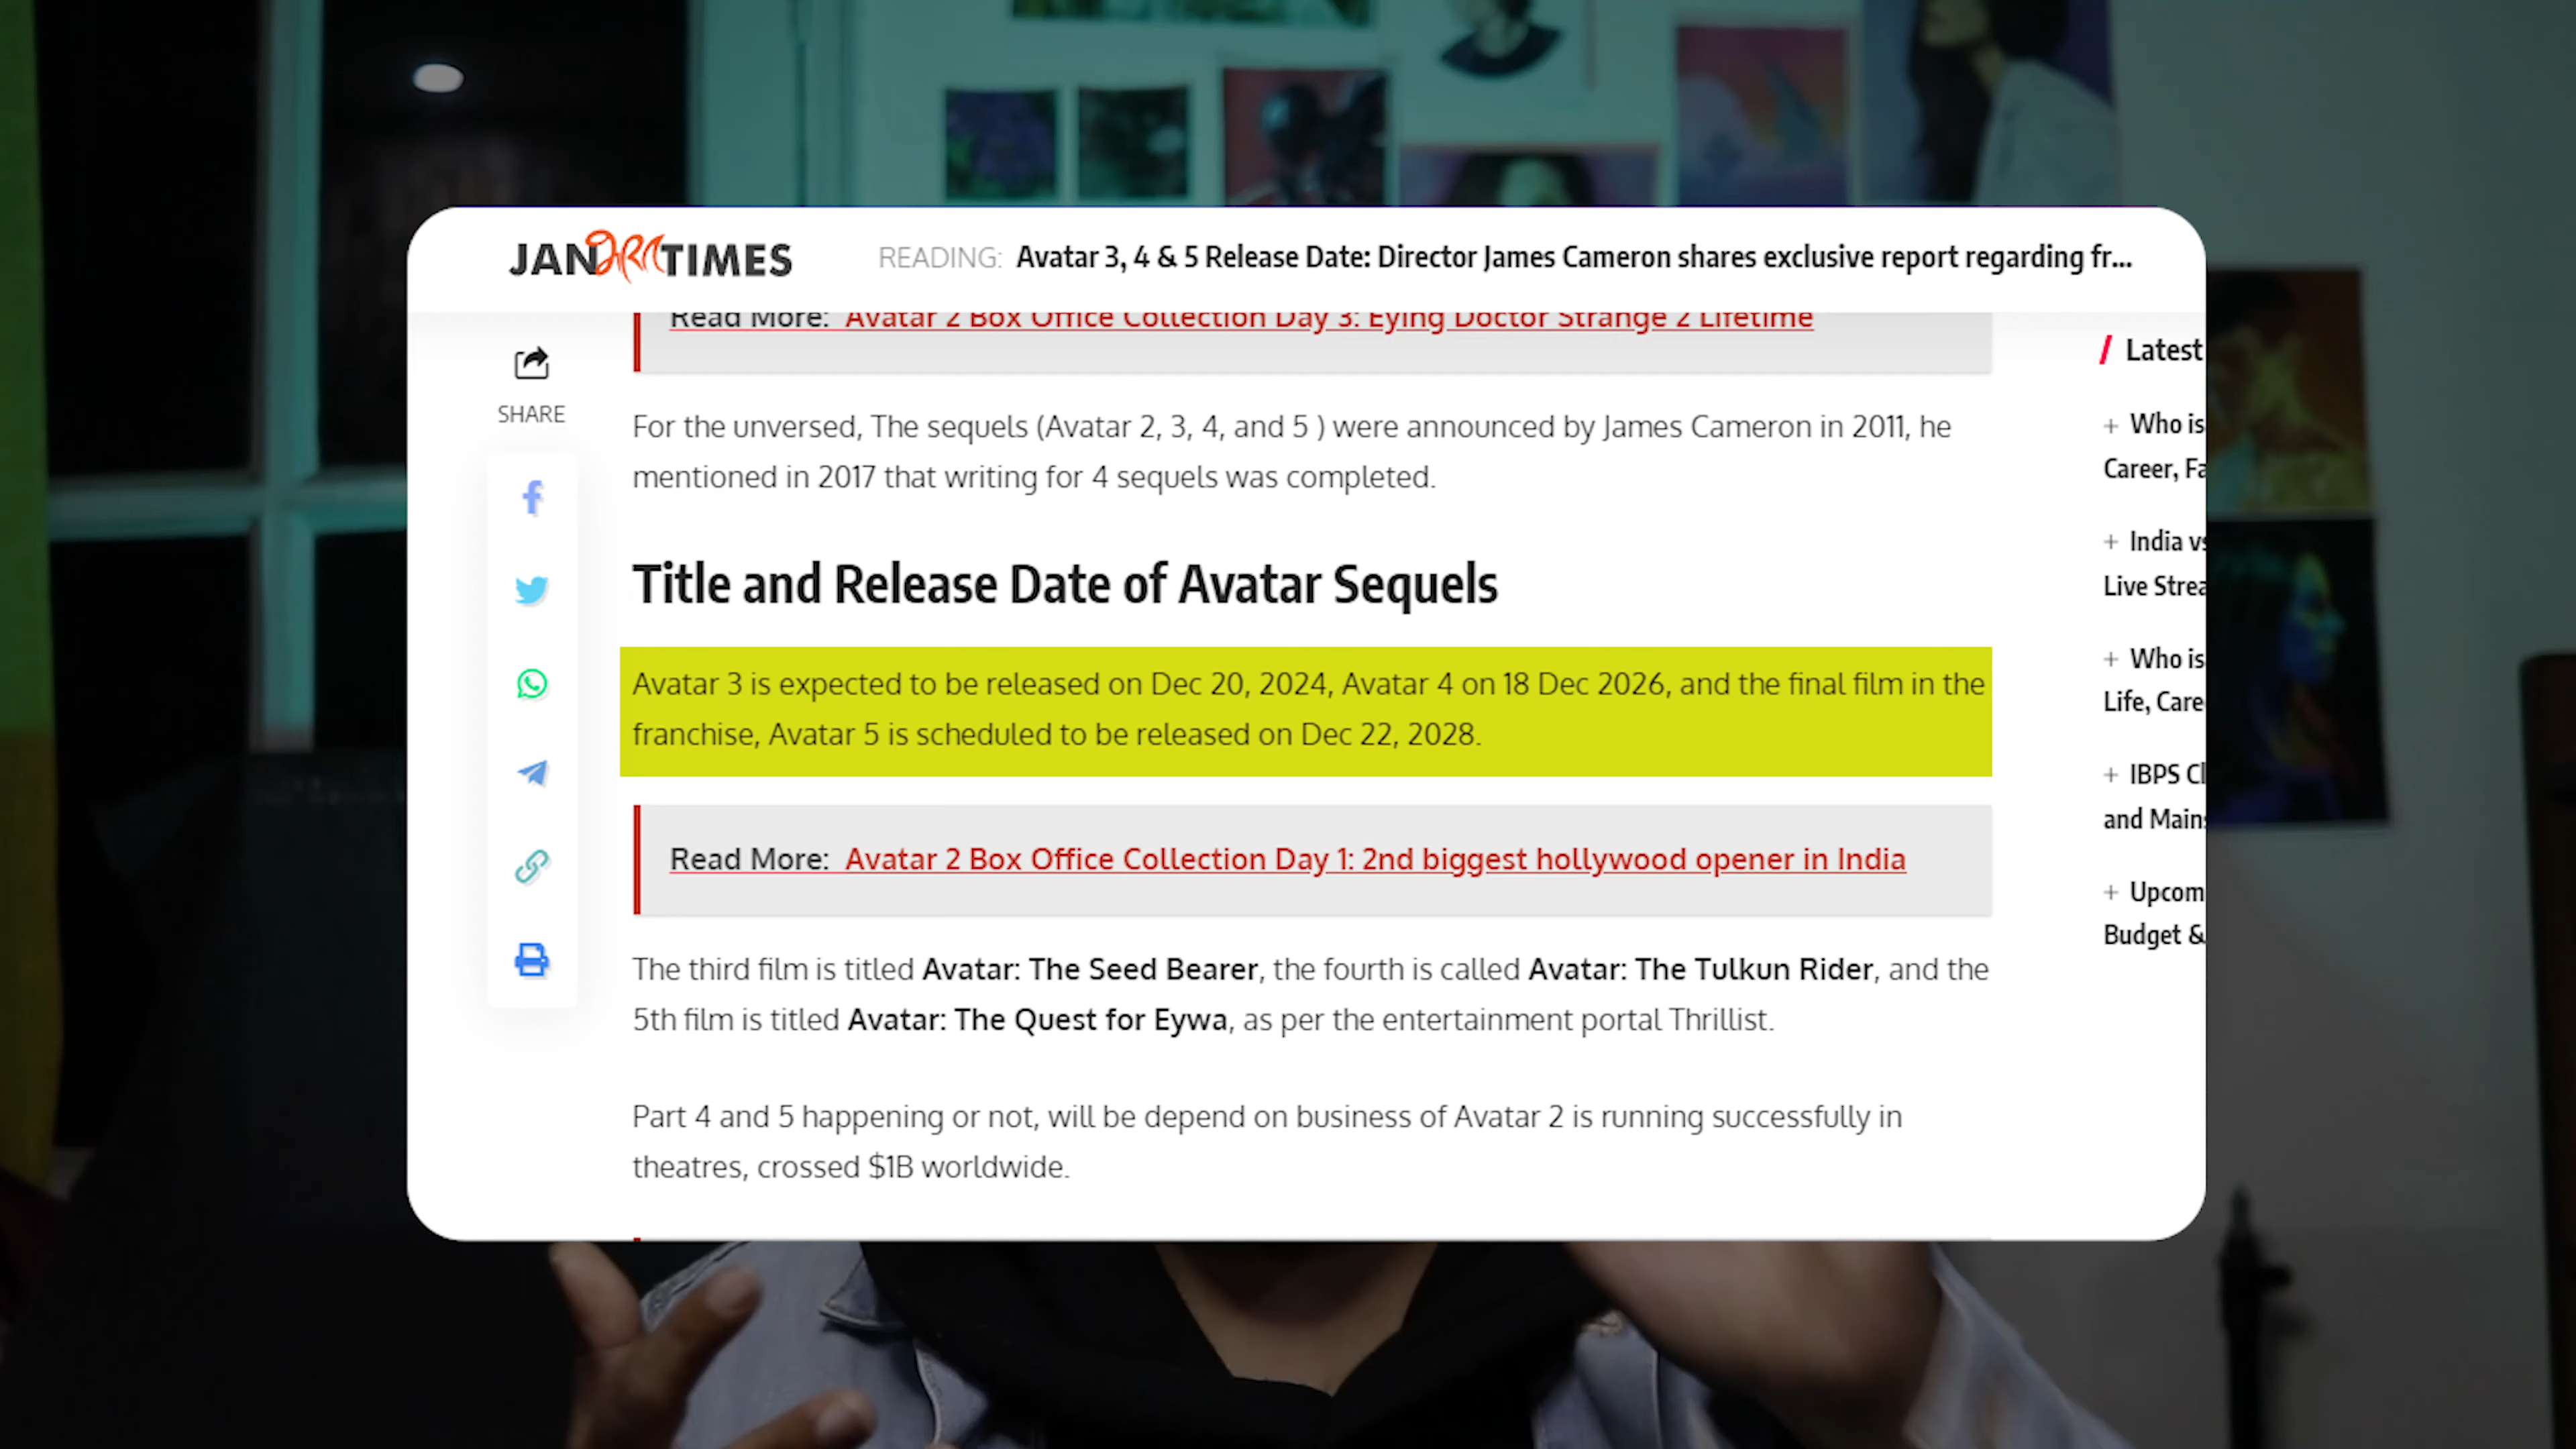 JAN TIMES
READING: Avatar 3, 4 & 5 Release Date: Director James Cameron shares exclusive report regarding fr...
Read More: Avatar 2 Box Office Collection Day 3: Eying Doctor Strange 2 Lifetime
SHARE
For the unversed, The sequels (Avatar 2, 3, 4, and 5 ) were announced by James Cameron in 2011, he
mentioned in 2017 that writing for 4 sequels was completed.
Title and Release Date of Avatar Sequels
Avatar 3 is expected to be released on Dec 20, 2024, Avatar 4 on 18 Dec 2026, and the final film in the
franchise, Avatar 5 is scheduled to be released on Dec 22, 2028.
Read More: Avatar 2 Box Office Collection Day 1: 2nd biggest hollywood opener in India
The third film is titled Avatar: The Seed Bearer, the fourth is called Avatar: The Tulkun Rider, and the
5th film is titled Avatar: The Quest for Eywa, as per the entertainment portal Thrillist.
Part 4 and 5 happening or not, will be depend on business of Avatar 2 is running successfully in
theatres, crossed $1B worldwide.
/ Latest
+ Who is
Career, Fa
+ India vs
Live Strea
+ Who is
Life, Care
+ IBPS Cl
and Mains
+ Upcom
Budget &